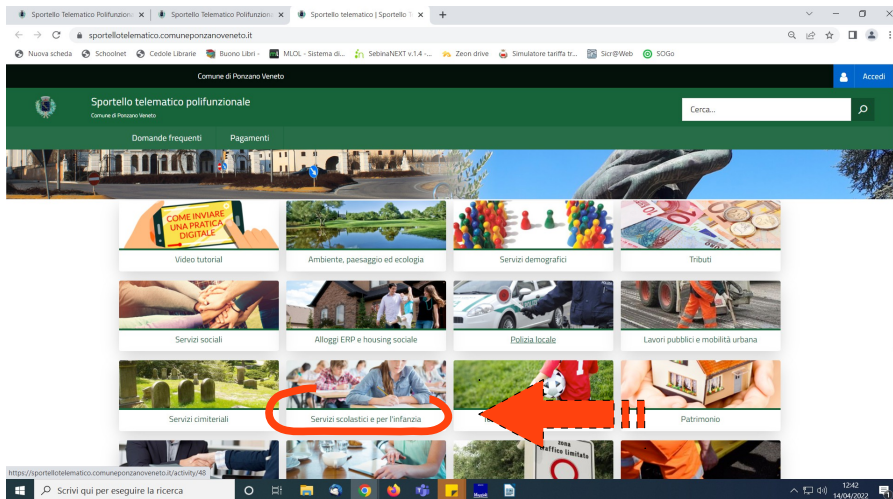 Sportello Telematico Polifunziona
Sportello Telematico Polifunziona
Sportello telematico | Sportello T
sportellotelematico.comuneponzanoveneto.it
Nuova scheda
Schoolnet
Cedole Librarie
Buono Libri -
MLOL - Sistema di...
SebinaNEXT v.1.4 -...
Zeon drive
Simulatore tariffa tr...
Sicr@Web
SOGo
Comune di Ponzano Veneto
Accedi
Sportello telematico polifunzionale
Comune di Ponzano Veneto
Cerca...
Domande frequenti
Pagamenti
COME INVIARE
UNA PRATICA
DIGITALE
Video tutorial
Ambiente, paesaggio ed ecologia
Servizi demografici
Tributi
Servizi sociali
Alloggi ERP e housing sociale
Polizia locale
Lavori pubblici e mobilità urbana
Servizi cimiteriali
Servizi scolastici e per l'infanzia
Patrimonio
zona
traffico limitato
https://sportellotelematico.comuneponzanoveneto.it/activity/48
Scrivi qui per eseguire la ricerca
12:42
14/04/2022